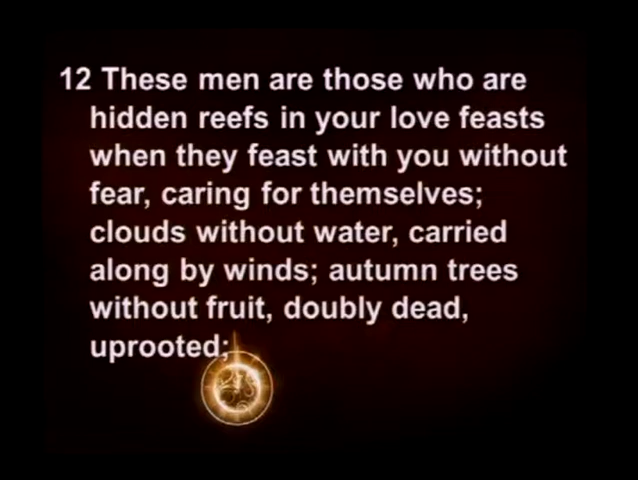 12 These men are those who are
hidden reefs in your love feasts
when they feast with you without
fear, caring for themselves;
clouds without water, carried
along by winds; autumn trees
without fruit, doubly dead,
uprooted;